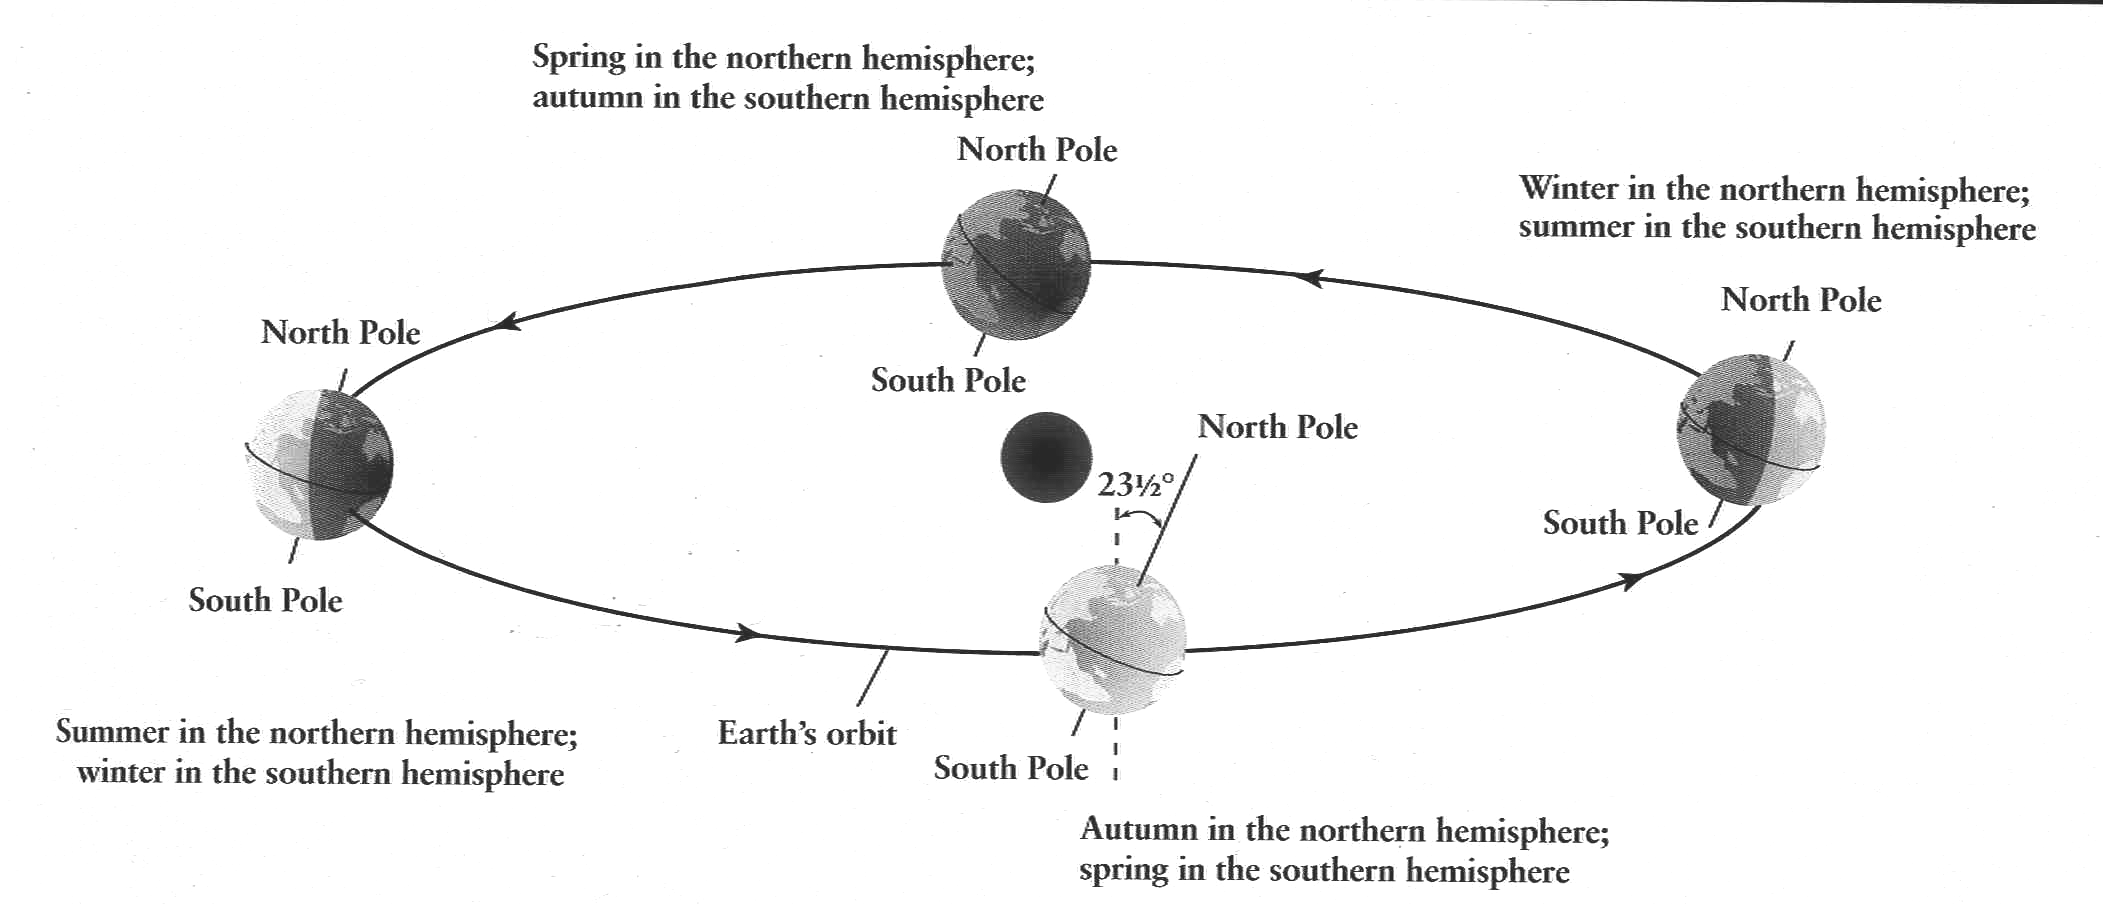 Spring in the northern hemisphere;
autumn in the southern hemisphere
North Pole
South Pole
Winter in the northern hemisphere;
summer in the southern hemisphere
North Pole
South Pole
North Pole
South Pole
Summer in the northern hemisphere;
winter in the southern hemisphere
North Pole
23½°
Earth’s orbit
South Pole
Autumn in the northern hemisphere;
spring in the southern hemisphere